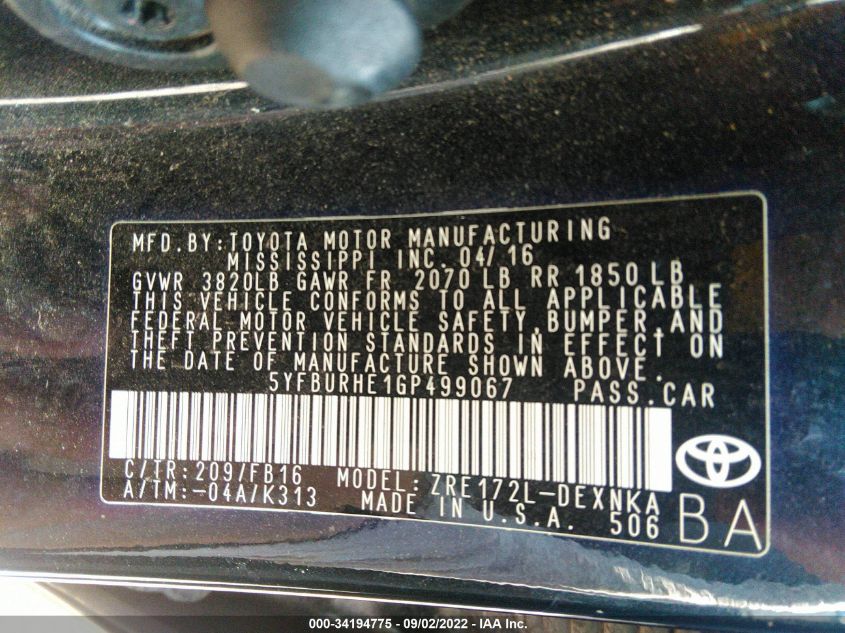 MFD.BY:TOYOTA MOTOR MANUFACTURING
MISSISSIPPI INC. 04/16
GVWR 3820LB GAWR FR 2070 LB RR 1850 LB
THIS VEHICLE CONFORMS TO ALL APPLICABLE
FEDERAL MOTOR VEHICLE SAFETY,BUMPER,AND
THEFT PREVENTION STANDARDS IN EFFECT ON
THE DATE OF MANUFACTURE SHOWN ABOVE.
5YFBURHE1GP499067 PASS.CAR
C/TR:209/FB16 MODEL:ZRE172L-DEXNKA
A/TM:-04A/K313 MADE IN U.S.A. 506
BA
000-34194775 - 09/02/2022 - IAA Inc.